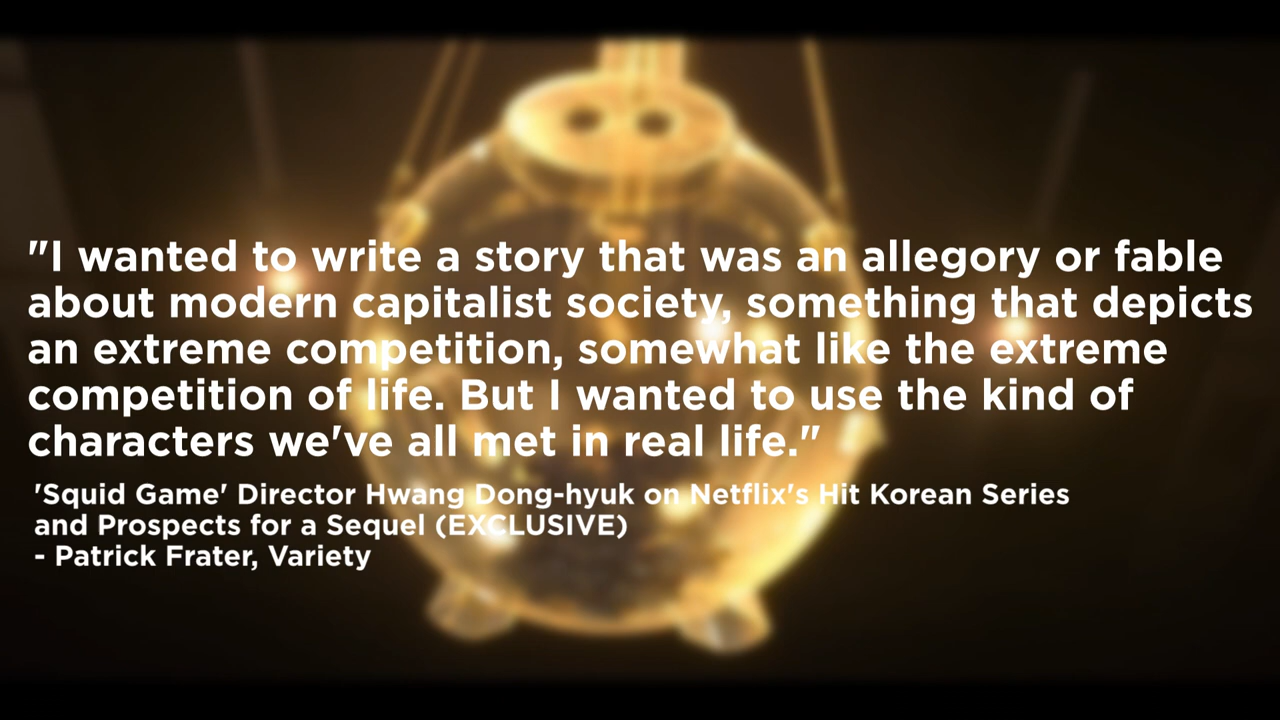 "I wanted to write a story that was an allegory or fable
about modern capitalist society, something that depicts
an extreme competition, somewhat like the extreme
competition of life. But I wanted to use the kind of
characters we've all met in real life."
'Squid Game' Director Hwang Dong-hyuk on Netflix's Hit Korean Series
and Prospects for a Sequel (EXCLUSIVE)
- Patrick Frater, Variety